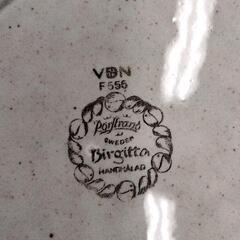 VDN
F556
Rörstrand
SWEDEN
Birgitta
HANDMÅLAD